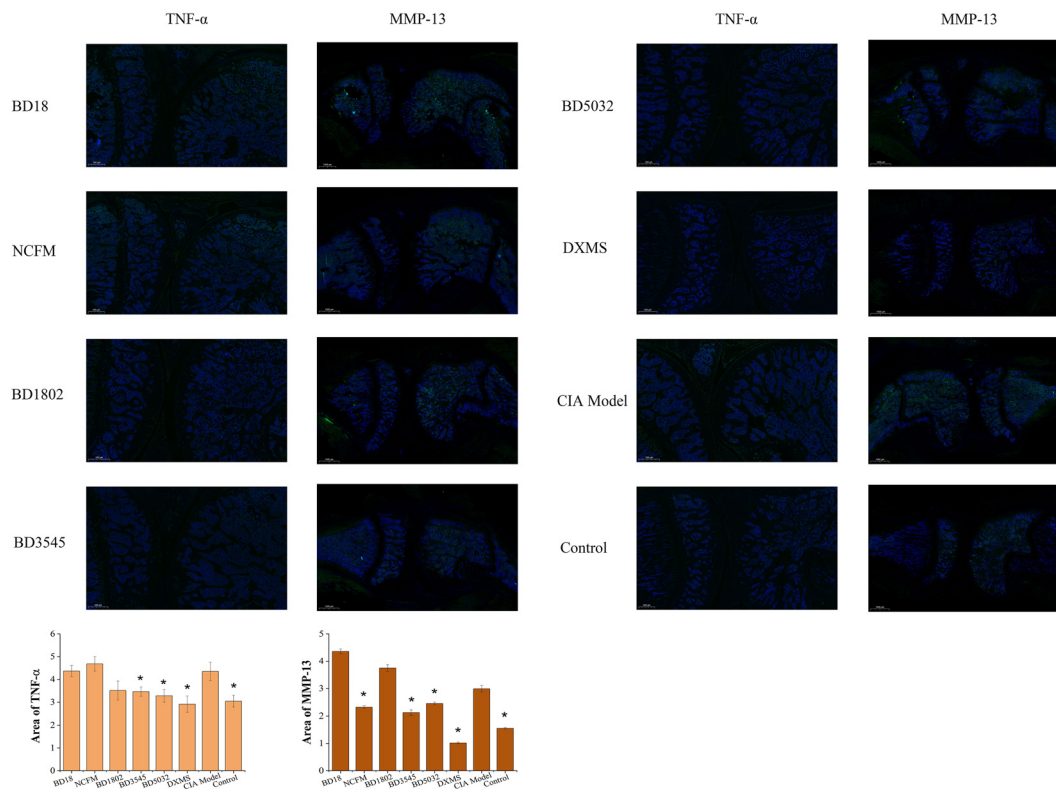 TNF-α MMP-13 TNF-α MMP-13
BD18 BD5032
NCFM DXMS
BD1802 CIA Model
BD3545 Control
Area of TNF-α
6
5
4
3
2
1
0
* * * *
BD18 NCFM BD1802 BD3545 BD5032 DXMS CIA Model Control
Area of MMP-13
5
4
3
2
1
0
* * * * *
BD18 NCFM BD1802 BD3545 BD5032 DXMS CIA Model Control